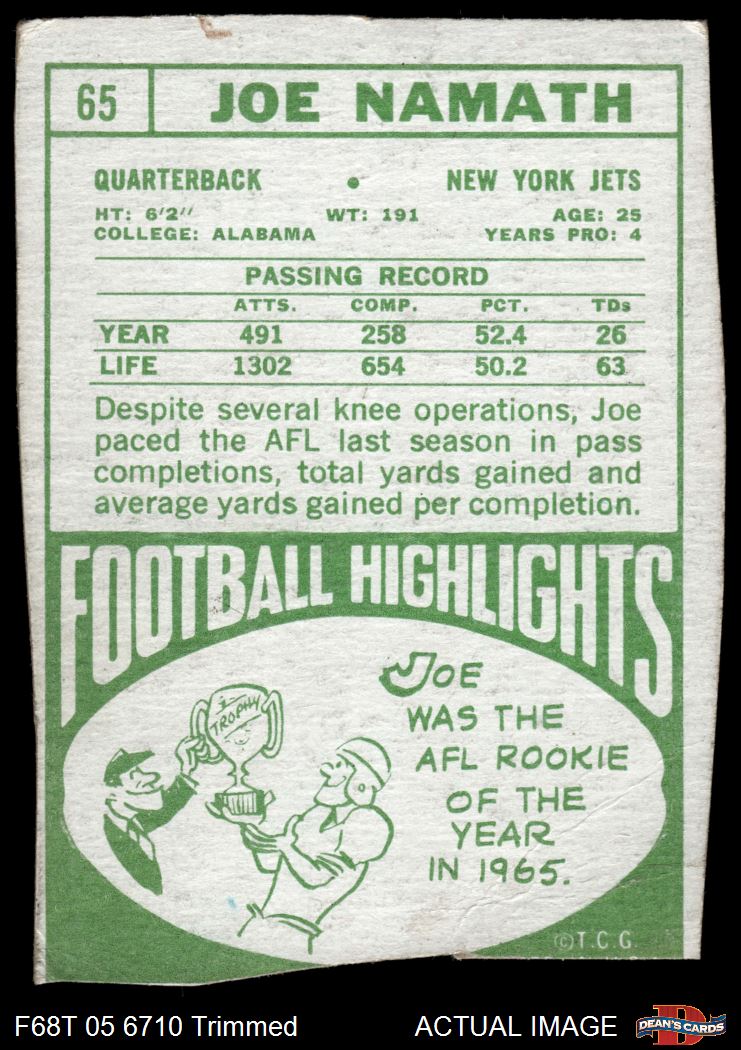 65 JOE NAMATH
QUARTERBACK • NEW YORK JETS
HT: 6'2" WT: 191 AGE: 25
COLLEGE: ALABAMA YEARS PRO: 4
PASSING RECORD
ATTS. COMP. PCT. TDs
YEAR 491 258 52.4 26
LIFE 1302 654 50.2 63
Despite several knee operations, Joe
paced the AFL last season in pass
completions, total yards gained and
average yards gained per completion.
FOOTBALL HIGHLIGHTS
TROPHY
JOE
WAS THE
AFL ROOKIE
OF THE
YEAR
IN 1965.
©T.C.G.
F68T 05 6710 Trimmed ACTUAL IMAGE
D
DEAN'S CARDS